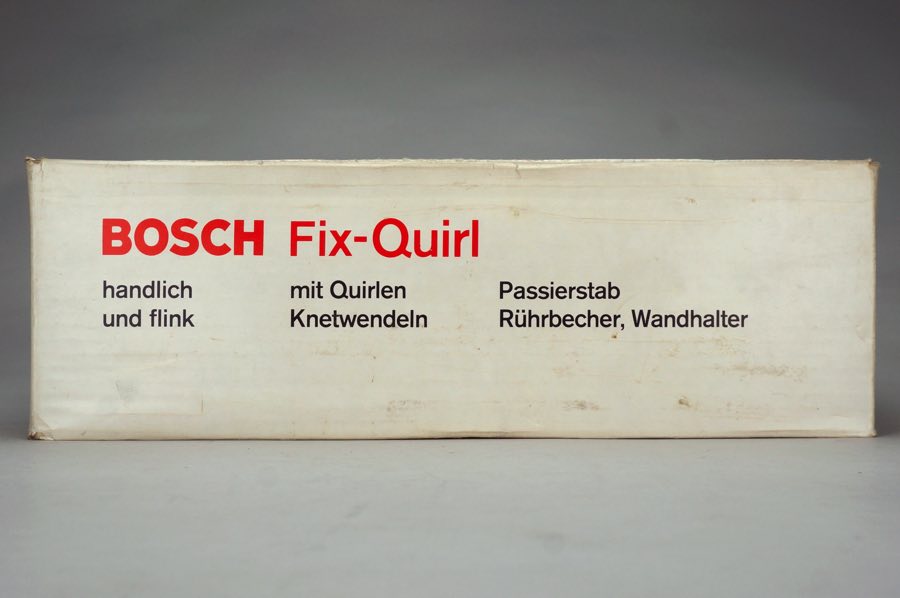 BOSCH Fix-Quirl
handlich mit Quirlen Passierstab
und flink Knetwendeln Rührbecher, Wandhalter